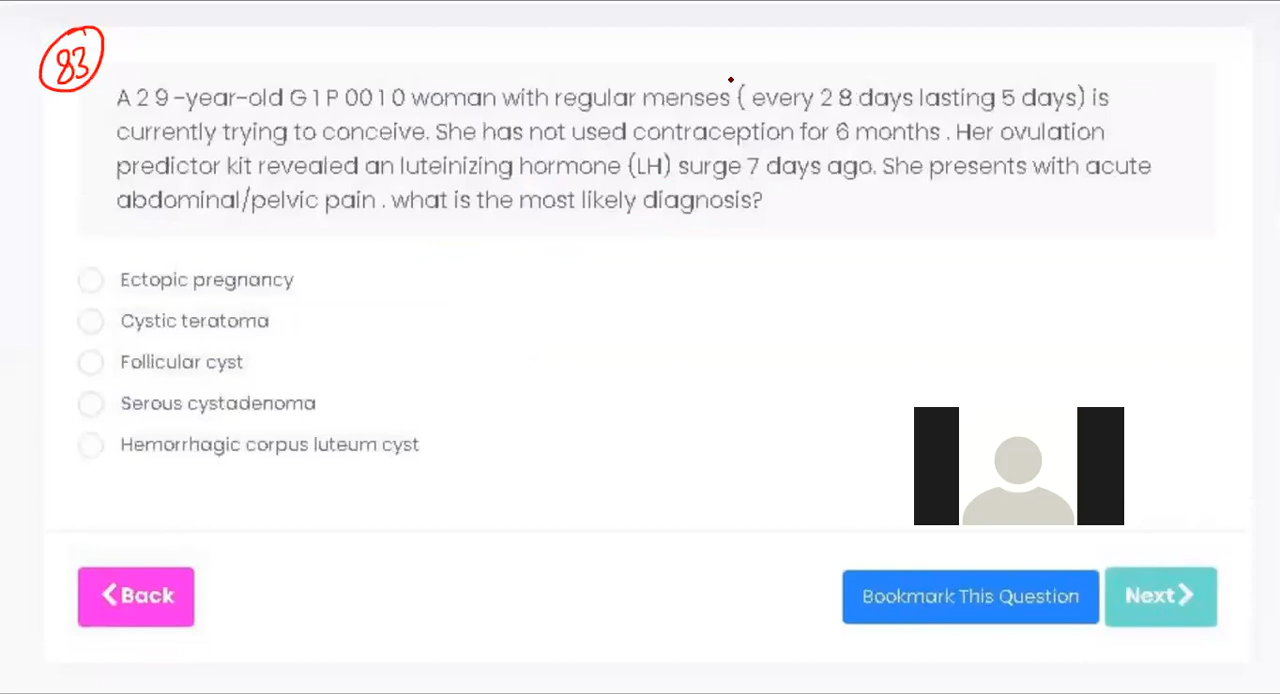 83
A 2 9 -year-old G 1 P 00 1 0 woman with regular menses ( every 2 8 days lasting 5 days) is
currently trying to conceive. She has not used contraception for 6 months . Her ovulation
predictor kit revealed an luteinizing hormone (LH) surge 7 days ago. She presents with acute
abdominal/pelvic pain . what is the most likely diagnosis?
Ectopic pregnancy
Cystic teratoma
Follicular cyst
Serous cystadenoma
Hemorrhagic corpus luteum cyst
Back
Bookmark This Question
Next